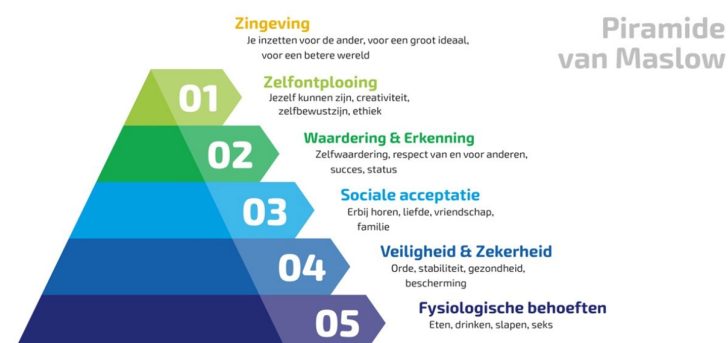 Piramide
van Maslow
Zingeving
Je inzetten voor de ander, voor een groot ideaal,
voor een betere wereld
01
Zelfontplooing
Jezelf kunnen zijn, creativiteit,
zelfbewustzijn, ethiek
02
Waardering & Erkenning
Zelfwaardering, respect van en voor anderen,
succes, status
03
Sociale acceptatie
Erbij horen, liefde, vriendschap,
familie
04
Veiligheid & Zekerheid
Orde, stabiliteit, gezondheid,
bescherming
05
Fysiologische behoeften
Eten, drinken, slapen, seks